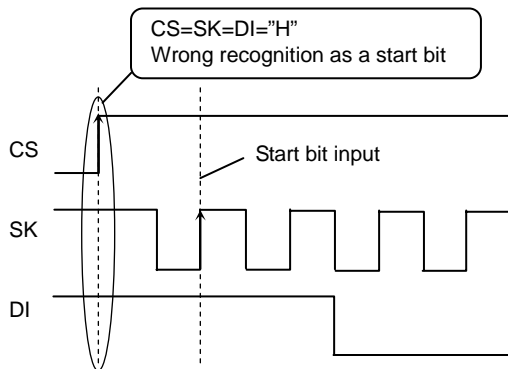 CS=SK=DI=”H”
Wrong recognition as a start bit
CS
Start bit input
SK
DI